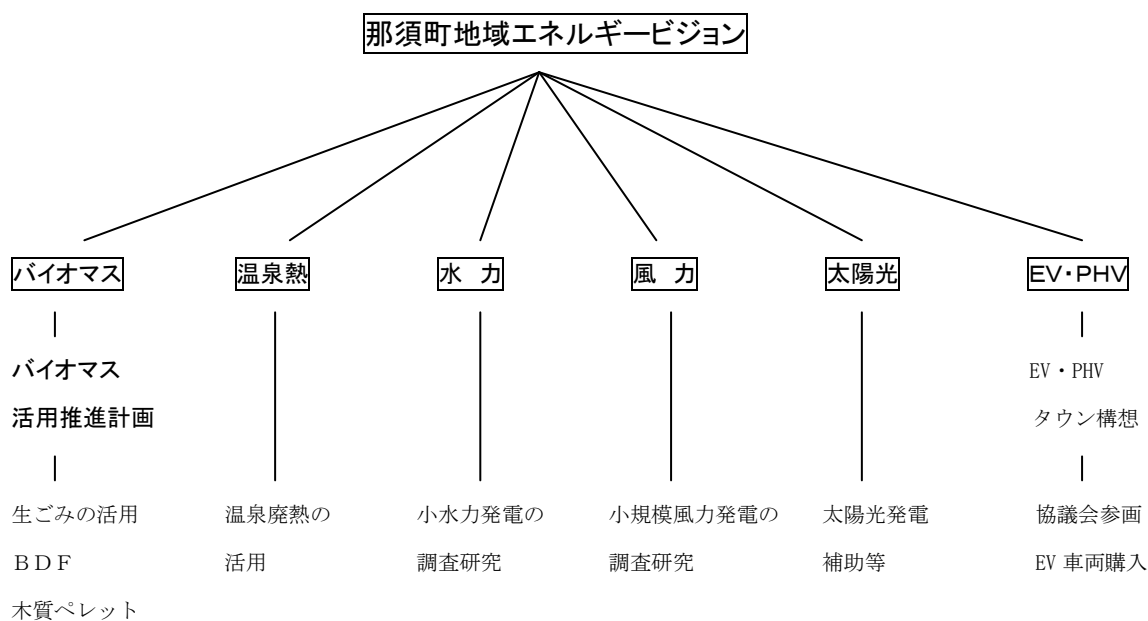 那須町地域エネルギービジョン
バイオマス
温泉熱
水　力
風　力
太陽光
EV・PHV
バイオマス
活用推進計画
EV・PHV
タウン構想
生ごみの活用
ＢＤＦ
木質ペレット
温泉廃熱の
活用
小水力発電の
調査研究
小規模風力発電の
調査研究
太陽光発電
補助等
協議会参画
EV 車両購入